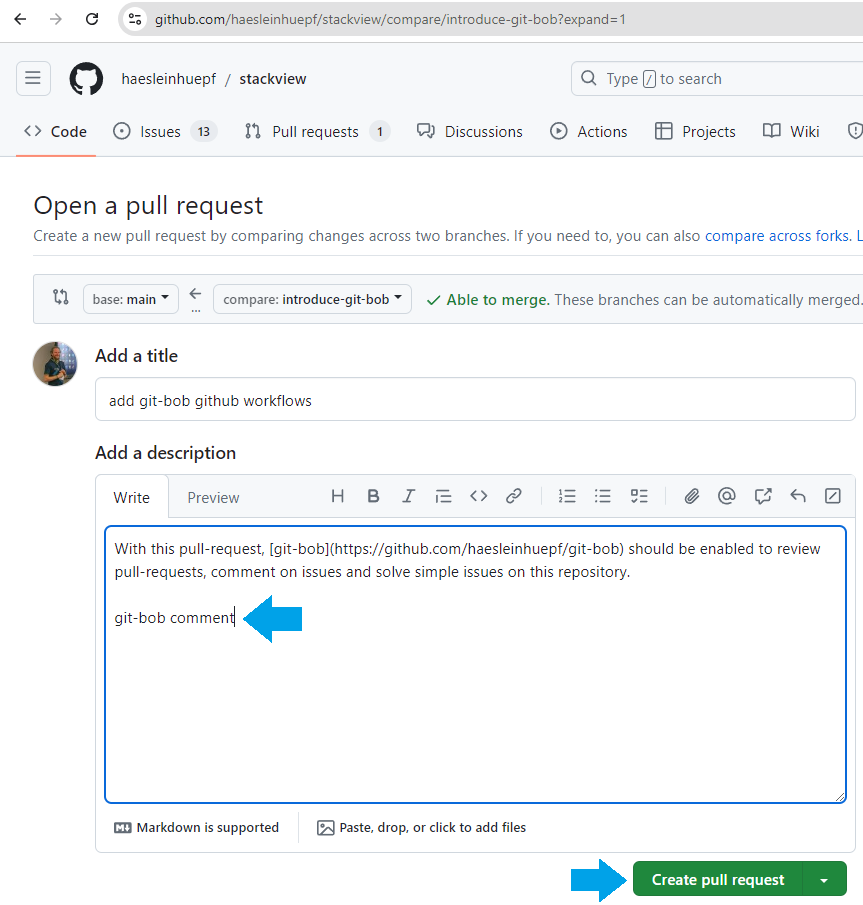 github.com/haesleinhuepf/stackview/compare/introduce-git-bob?expand=1
haesleinhuepf / stackview
Type / to search
Code Issues 13 Pull requests 1 Discussions Actions Projects Wiki
Open a pull request
Create a new pull request by comparing changes across two branches. If you need to, you can also compare across forks. L
base: main ... compare: introduce-git-bob Able to merge. These branches can be automatically merged.
Add a title
add git-bob github workflows
Add a description
Write Preview H B I
With this pull-request, [git-bob](https://github.com/haesleinhuepf/git-bob) should be enabled to review
pull-requests, comment on issues and solve simple issues on this repository.
git-bob comment
Markdown is supported Paste, drop, or click to add files
Create pull request